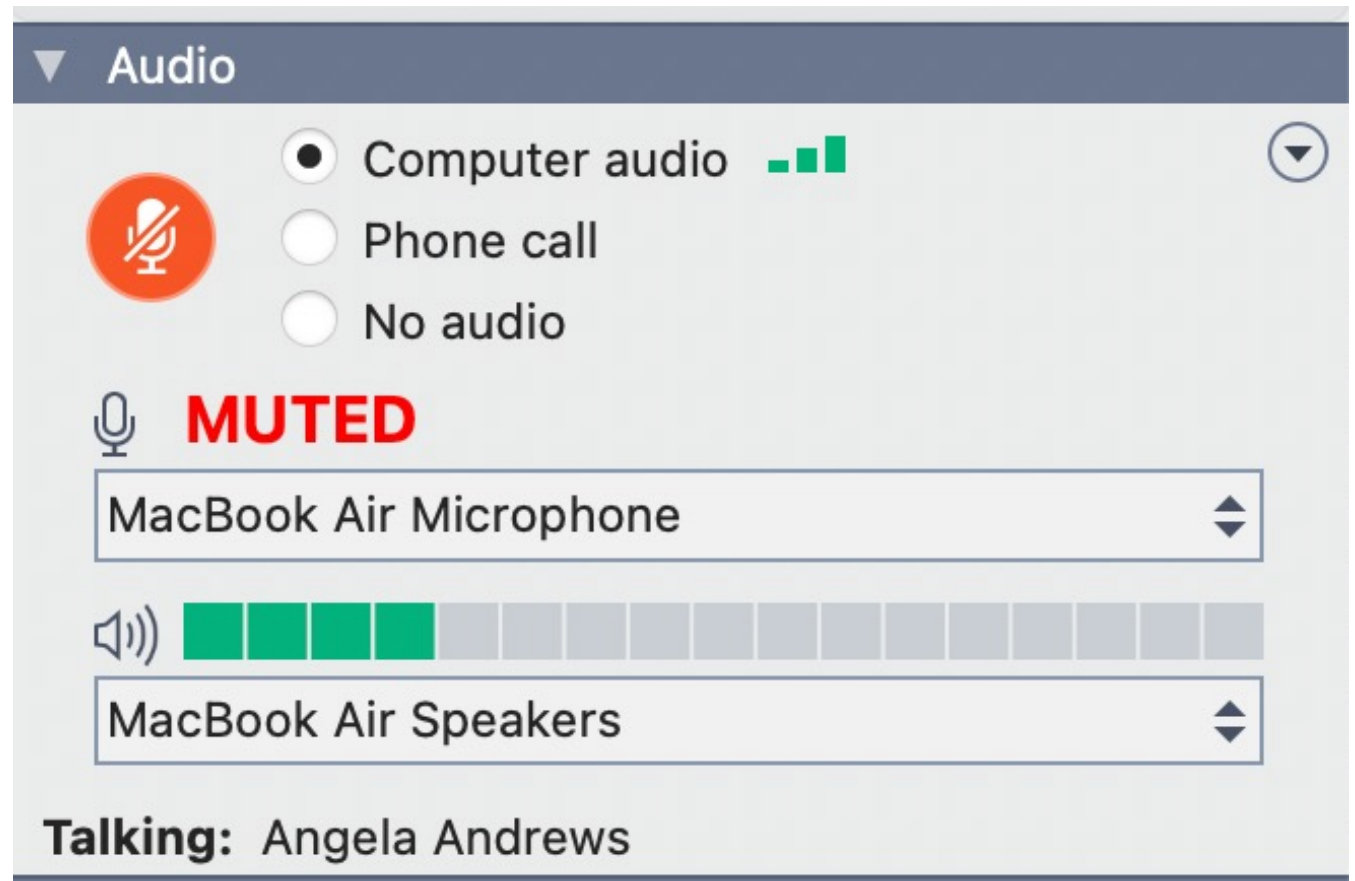 Audio
Computer audio
Phone call
No audio
MUTED
MacBook Air Microphone
MacBook Air Speakers
Talking: Angela Andrews